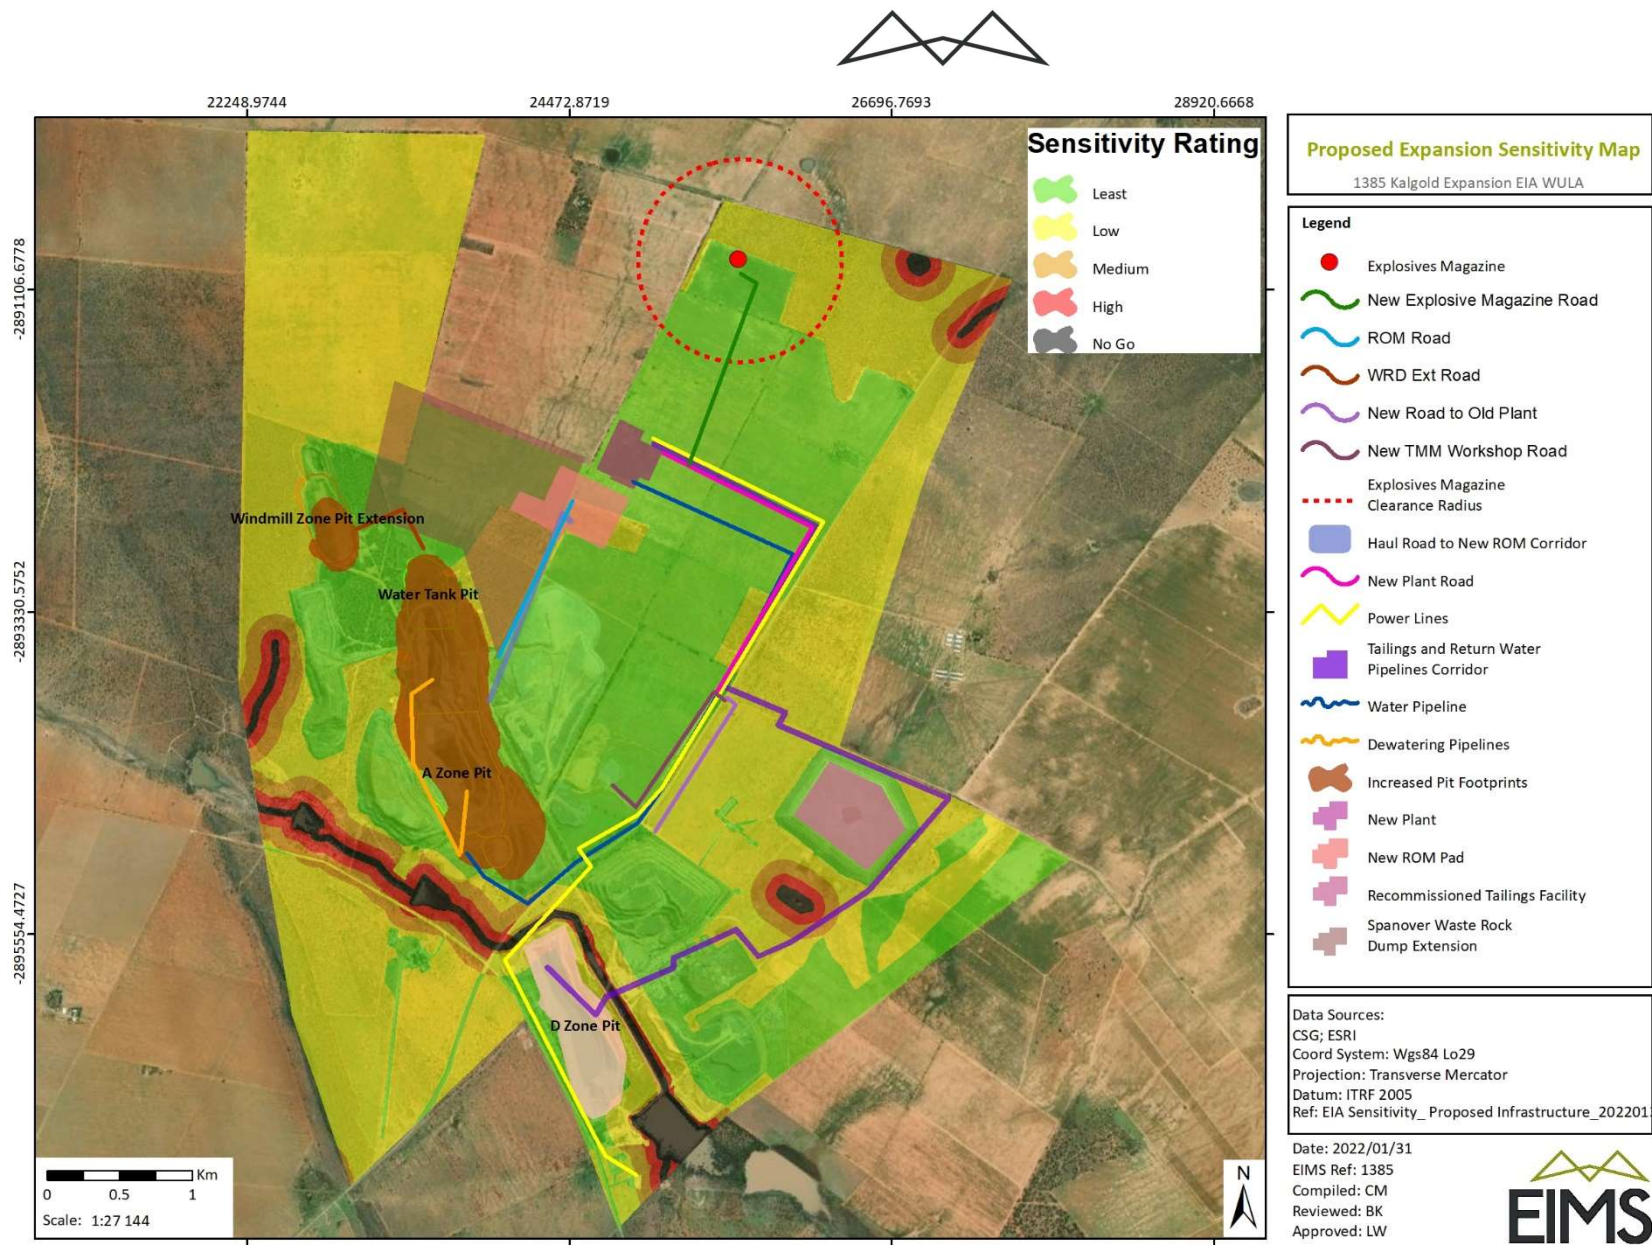 22248.9744
24472.8719
26696.7693
28920.6668
-2891106.6778
-2893330.5752
-2895554.4727
Sensitivity Rating
Least
Low
Medium
High
No Go
Windmill Zone Pit Extension
Water Tank Pit
A Zone Pit
D Zone Pit
Km
0 0.5 1
Scale: 1:27 144
N
Proposed Expansion Sensitivity Map
1385 Kalgold Expansion EIA WULA
Legend
Explosives Magazine
New Explosive Magazine Road
ROM Road
WRD Ext Road
New Road to Old Plant
New TMM Workshop Road
Explosives Magazine
Clearance Radius
Haul Road to New ROM Corridor
New Plant Road
Power Lines
Tailings and Return Water
Pipelines Corridor
Water Pipeline
Dewatering Pipelines
Increased Pit Footprints
New Plant
New ROM Pad
Recommissioned Tailings Facility
Spanover Waste Rock
Dump Extension
Data Sources:
CSG; ESRI
Coord System: Wgs84 Lo29
Projection: Transverse Mercator
Datum: ITRF 2005
Ref: EIA Sensitivity_ Proposed Infrastructure_202201
Date: 2022/01/31
EIMS Ref: 1385
Compiled: CM
Reviewed: BK
Approved: LW
EIMS